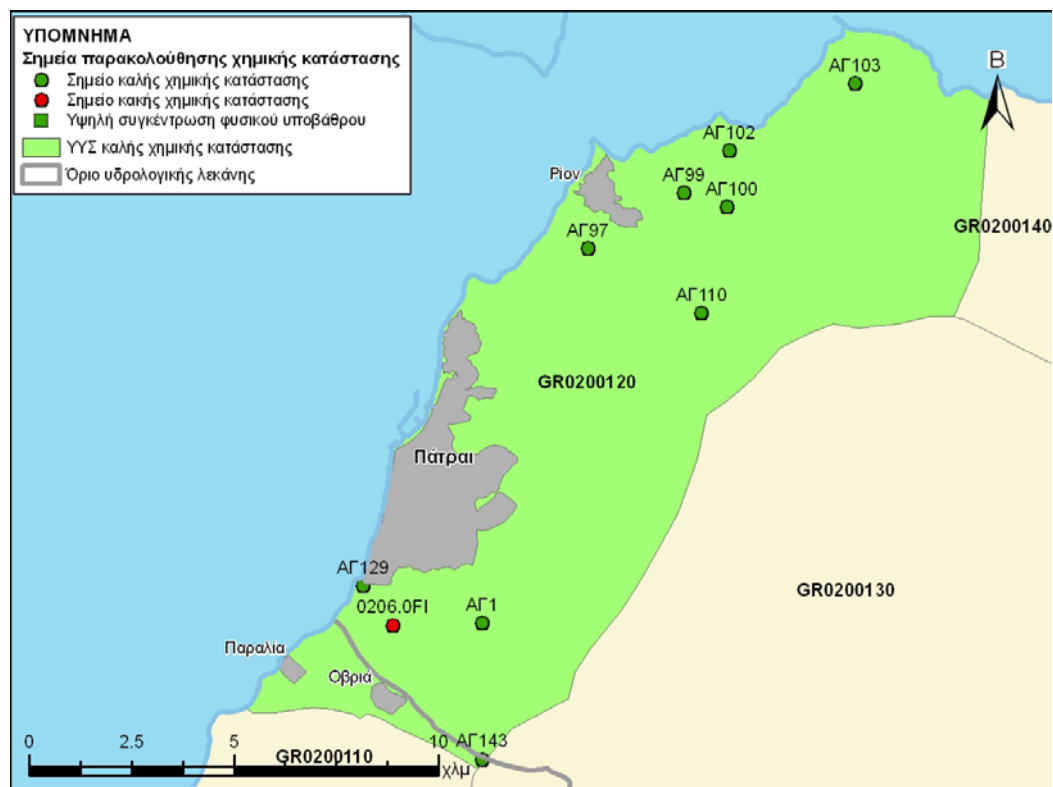 ΥΠΟΜΝΗΜΑ
Σημεία παρακολούθησης χημικής κατάστασης
Σημείο καλής χημικής κατάστασης
Σημείο κακής χημικής κατάστασης
Υψηλή συγκέντρωση φυσικού υποβάθρου
ΥΥΣ καλής χημικής κατάστασης
Όριο υδρολογικής λεκάνης
Β
ΑΓ103
ΑΓ102
Ρίον
ΑΓ99
ΑΓ100
GR0200140
ΑΓ97
ΑΓ110
GR0200120
Πάτραι
ΑΓ129
0206.0FI
ΑΓ1
GR0200130
Παραλία
Οβριά
0 2.5 5 10
ΑΓ143
GR0200110
χλμ